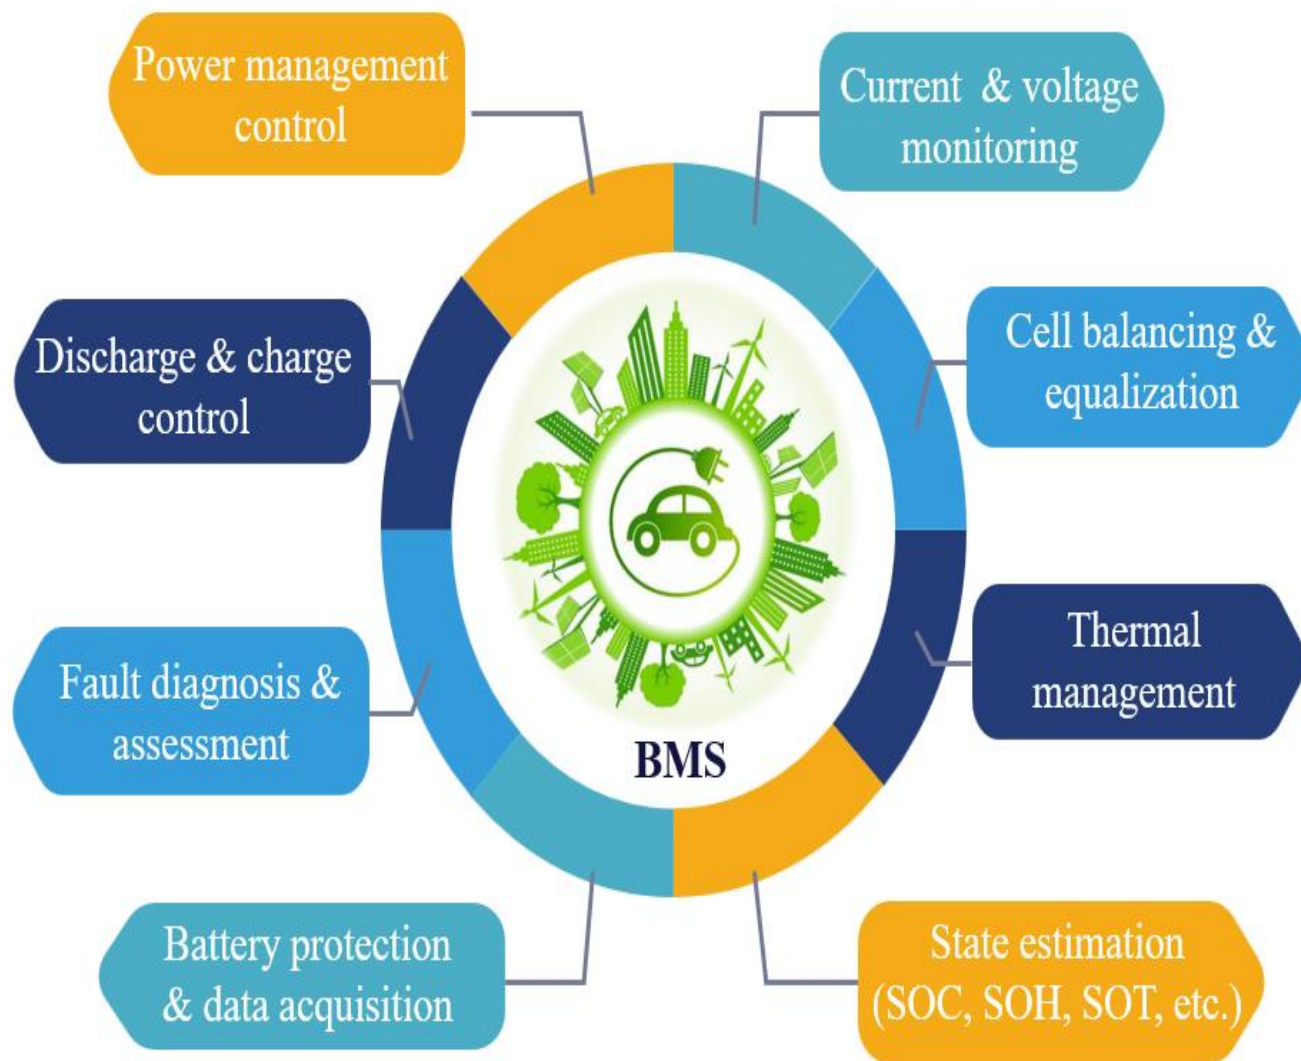 Power management
control
Current & voltage
monitoring
Discharge & charge
control
Cell balancing &
equalization
Fault diagnosis &
assessment
Thermal
management
BMS
Battery protection
& data acquisition
State estimation
(SOC, SOH, SOT, etc.)